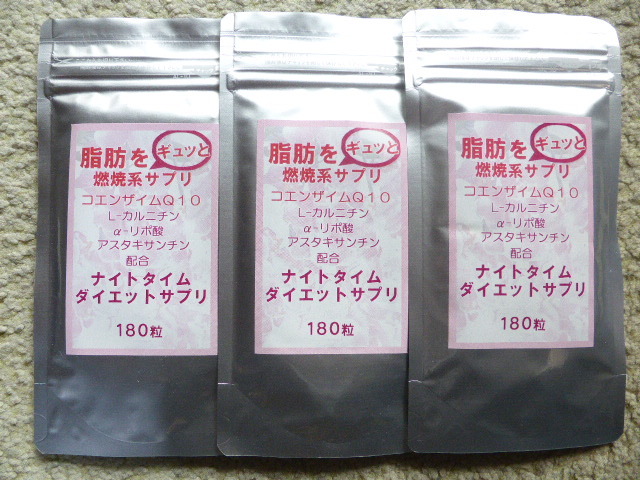 脂肪をギュッと
燃焼系サプリ
コエンザイムQ10
L-カルニチン
α-リポ酸
アスタキサンチン
配合
ナイトタイム
ダイエットサプリ
180粒
脂肪をギュッと
燃焼系サプリ
コエンザイムQ10
L-カルニチン
α-リポ酸
アスタキサンチン
配合
ナイトタイム
ダイエットサプリ
180粒
脂肪をギュッと
燃焼系サプリ
コエンザイムQ10
L-カルニチン
α-リポ酸
アスタキサンチン
配合
ナイトタイム
ダイエットサプリ
180粒